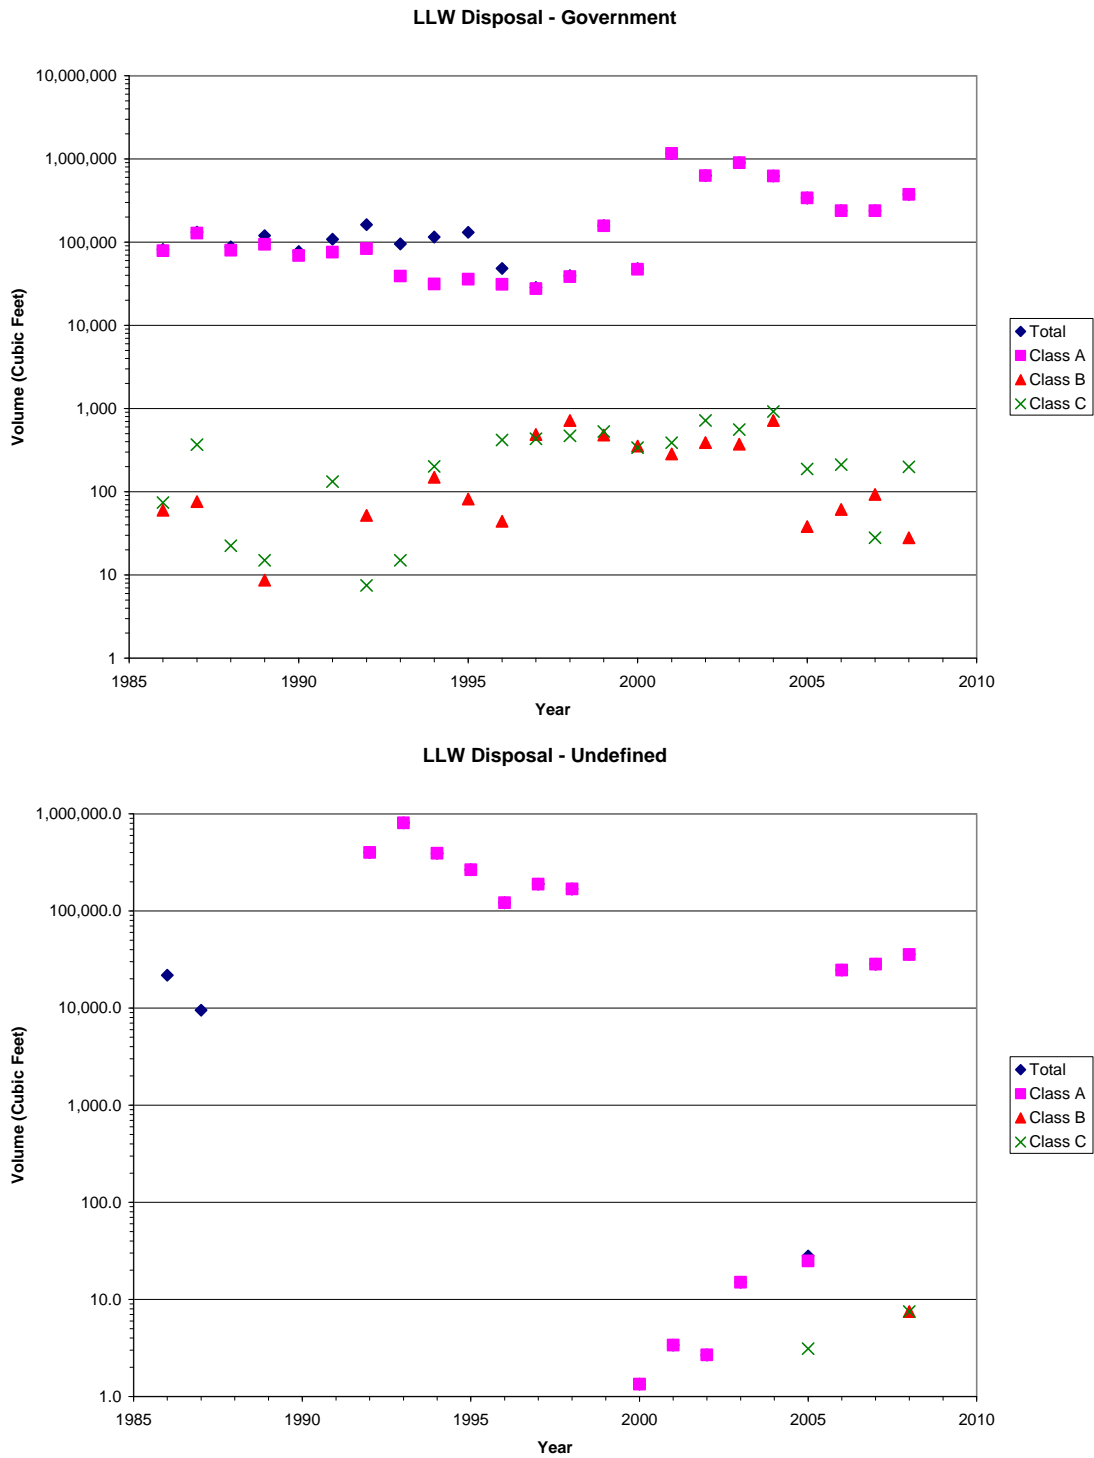 LLW Disposal - Government
10,000,000
1,000,000
100,000
10,000
1,000
100
10
1
1985 1990 1995 2000 2005 2010
Year
Volume (Cubic Feet)
Total
Class A
Class B
Class C
LLW Disposal - Undefined
1,000,000.0
100,000.0
10,000.0
1,000.0
100.0
10.0
1.0
1985 1990 1995 2000 2005 2010
Year
Volume (Cubic Feet)
Total
Class A
Class B
Class C